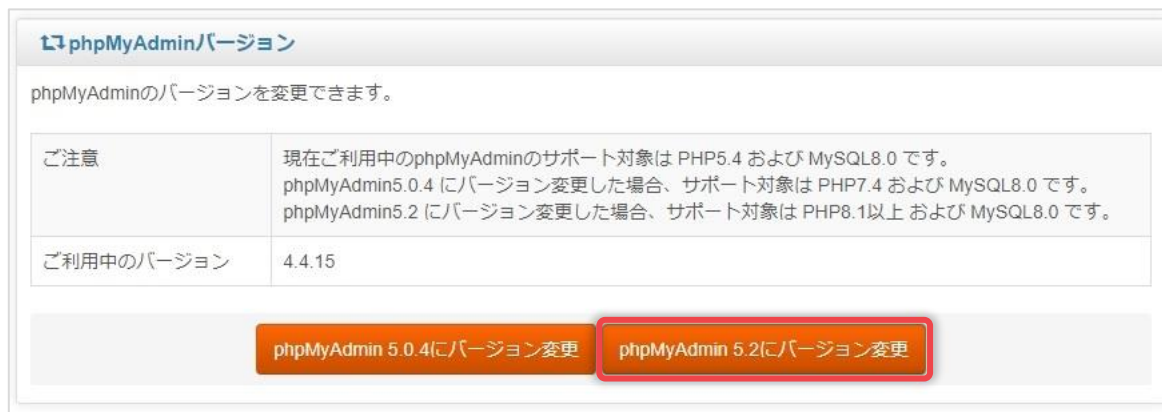 phpMyAdminバージョン
phpMyAdminのバージョンを変更できます。
ご注意
現在ご利用中のphpMyAdminのサポート対象は PHP5.4 および MySQL8.0 です。
phpMyAdmin5.0.4 にバージョン変更した場合、サポート対象は PHP7.4 および MySQL8.0 です。
phpMyAdmin5.2 にバージョン変更した場合、サポート対象は PHP8.1以上 および MySQL8.0 です。
ご利用中のバージョン
4.4.15
phpMyAdmin 5.0.4にバージョン変更
phpMyAdmin 5.2にバージョン変更